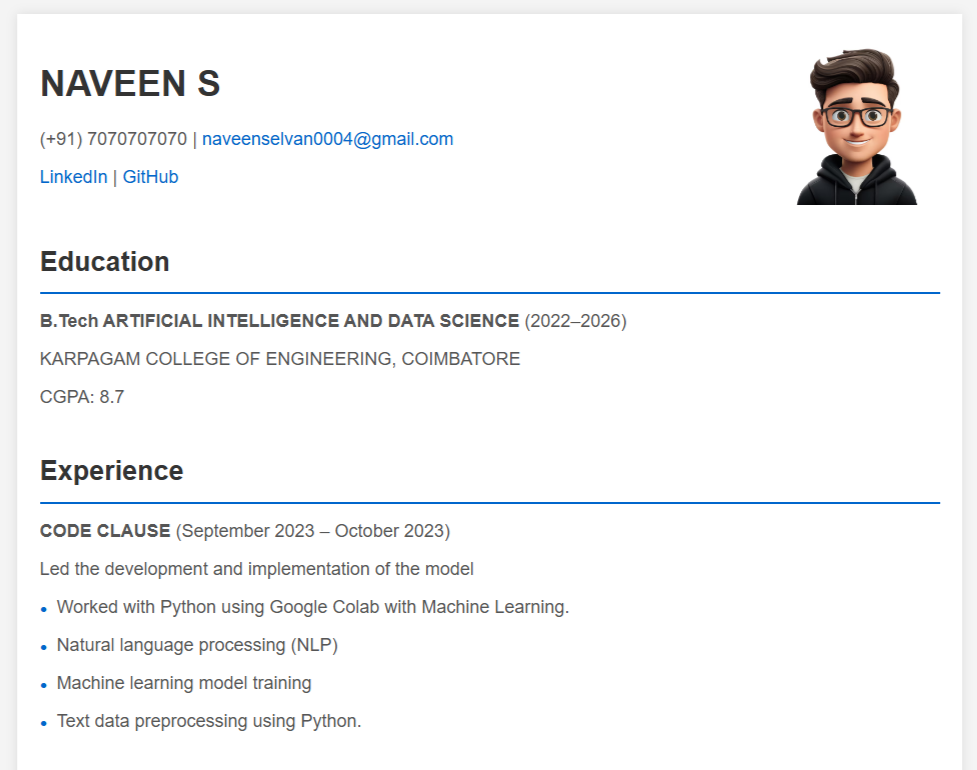 NAVEEN S
(+91) 7070707070 | naveenselvan0004@gmail.com
LinkedIn | GitHub
Education
B.Tech ARTIFICIAL INTELLIGENCE AND DATA SCIENCE (2022–2026)
KARPAGAM COLLEGE OF ENGINEERING, COIMBATORE
CGPA: 8.7
Experience
CODE CLAUSE (September 2023 – October 2023)
Led the development and implementation of the model
• Worked with Python using Google Colab with Machine Learning.
• Natural language processing (NLP)
• Machine learning model training
• Text data preprocessing using Python.